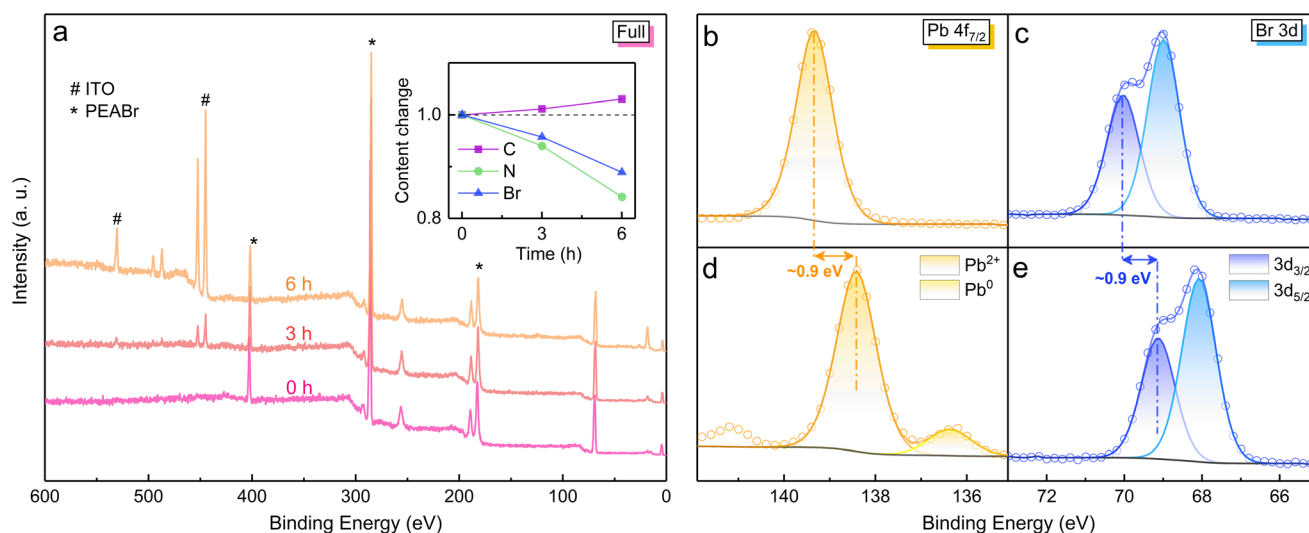 a
Full
# ITO
* PEABr
#
#
*
*
*
6 h
3 h
0 h
Intensity (a. u.)
600
500
400
300
200
100
0
Binding Energy (eV)
Content change
1.0
0.8
C
N
Br
0
3
6
Time (h)
b
Pb 4f7/2
c
Br 3d
d
~0.9 eV
Pb2+
Pb0
e
~0.9 eV
3d3/2
3d5/2
140
138
136
72
70
68
66
Binding Energy (eV)